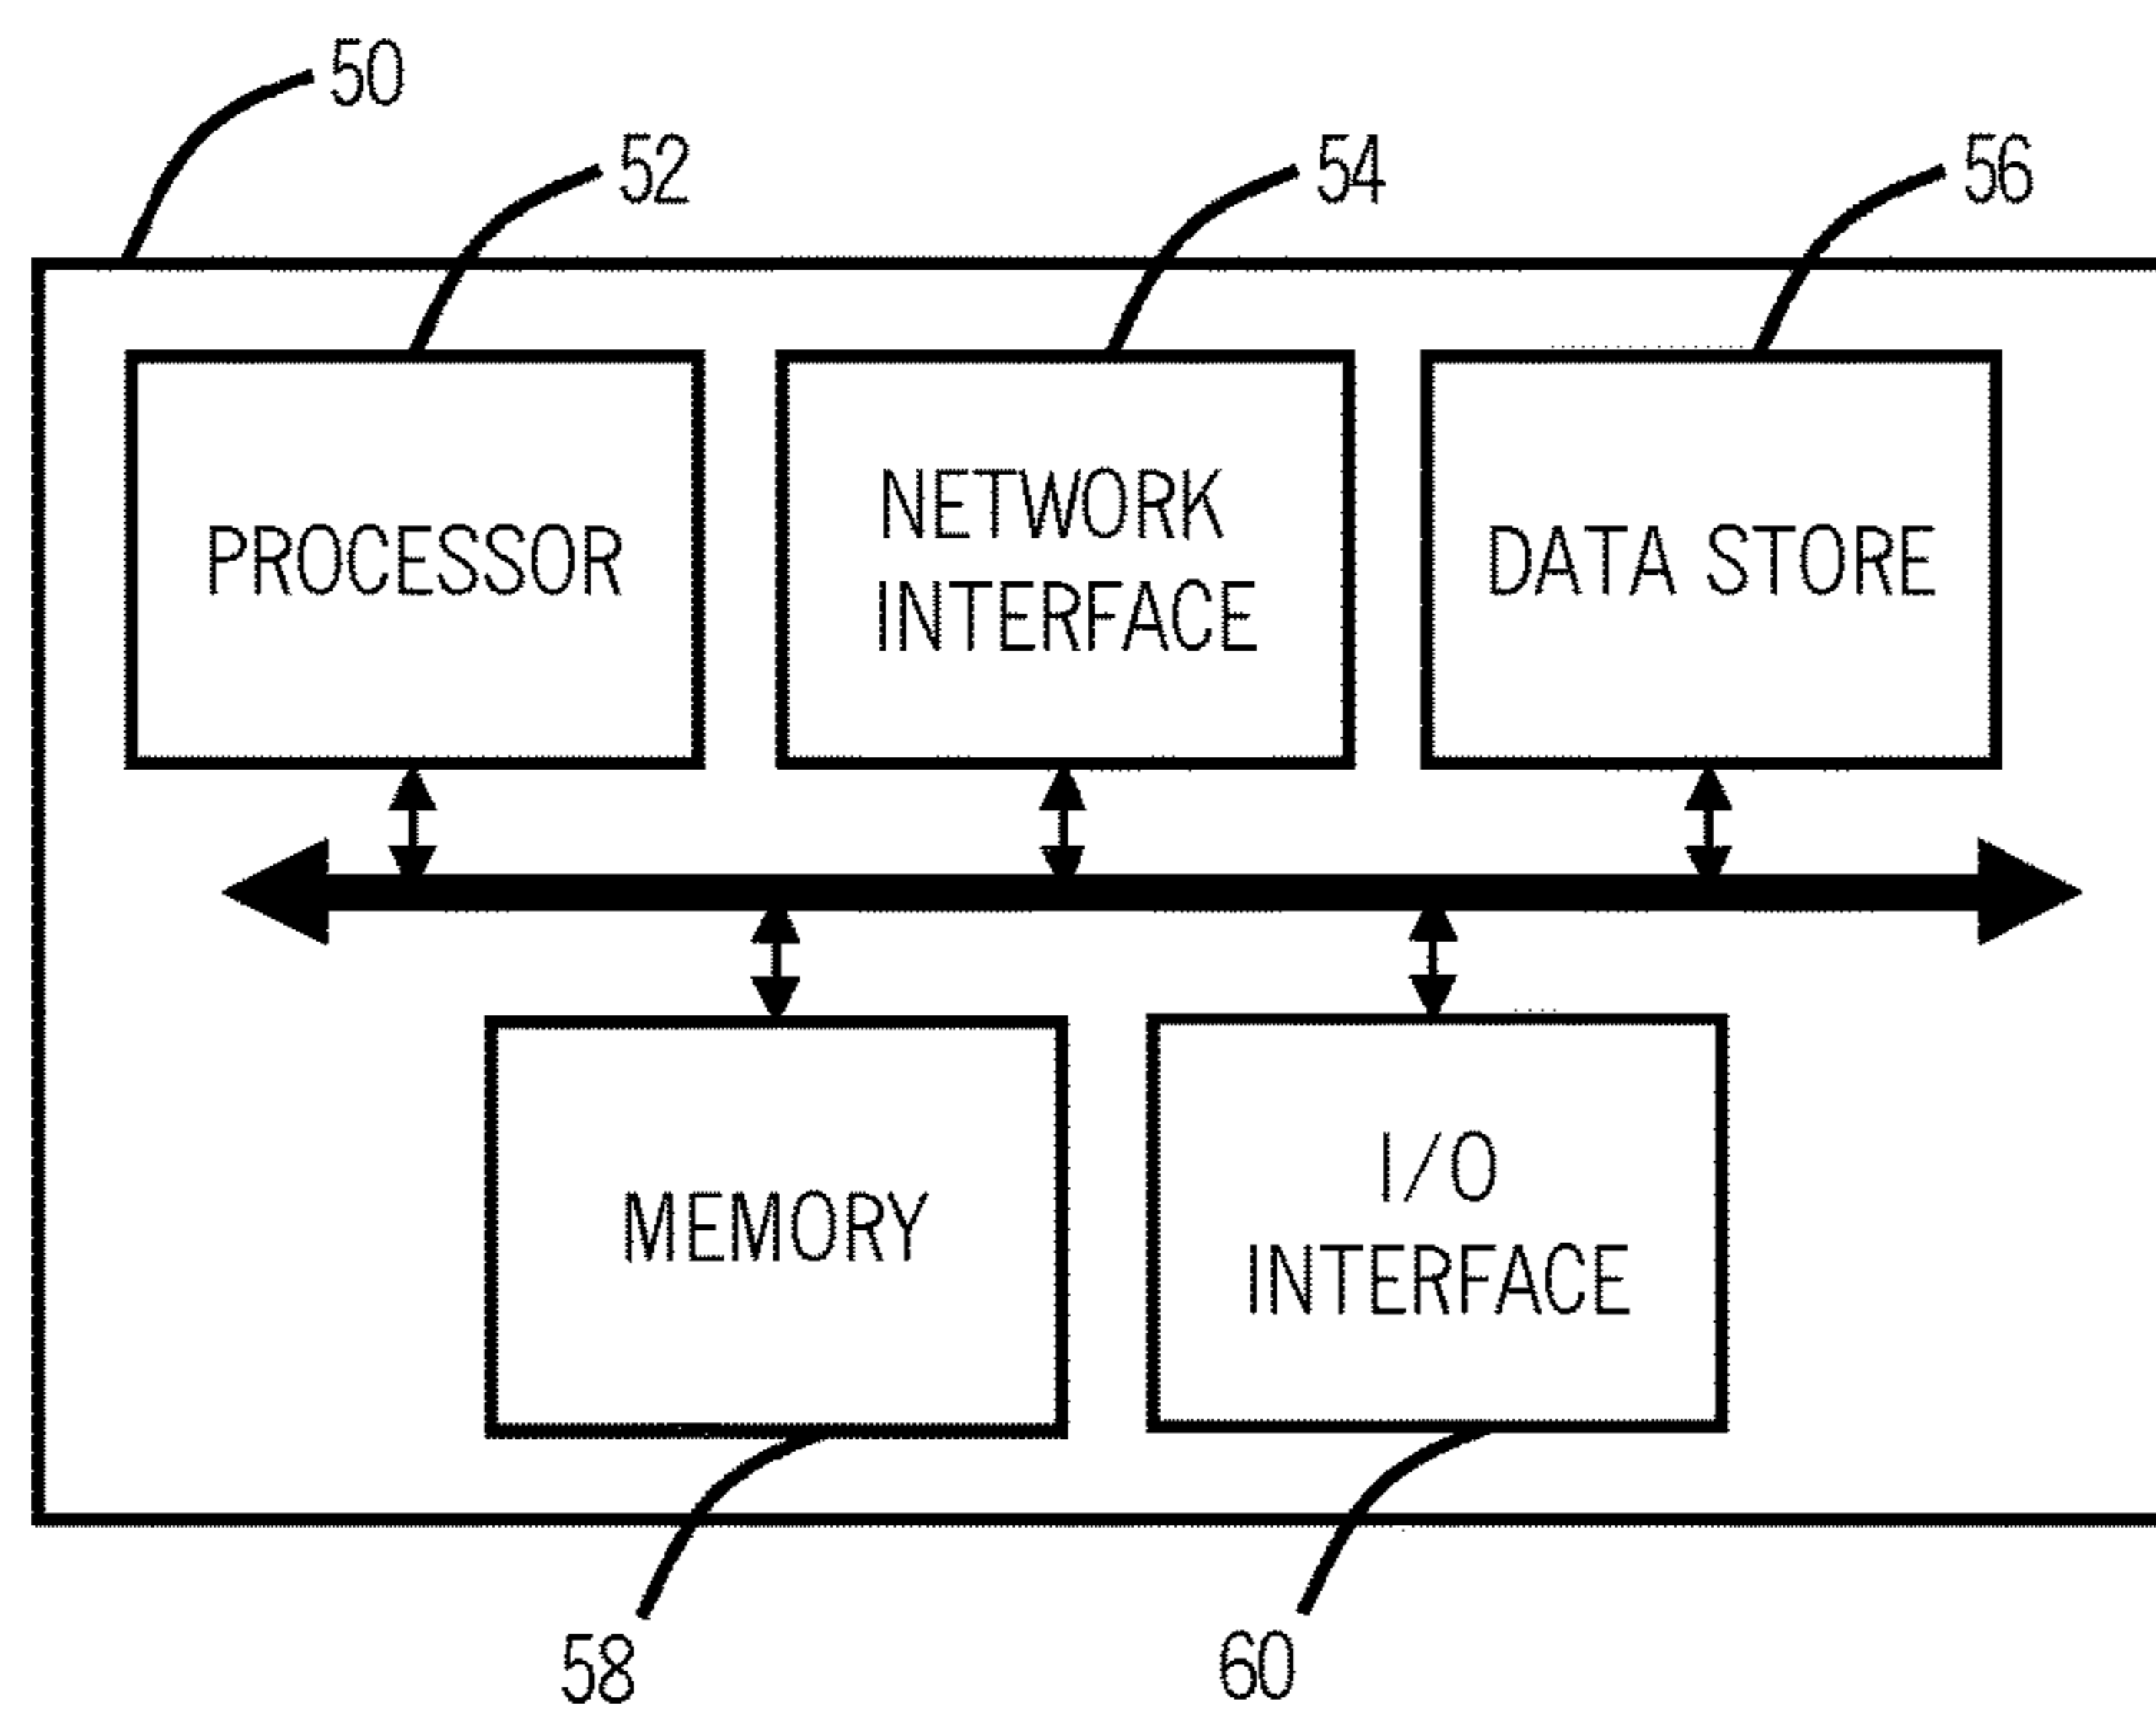 50
52
54
56
PROCESSOR
NETWORK
INTERFACE
DATA STORE
MEMORY
I/O
INTERFACE
58
60